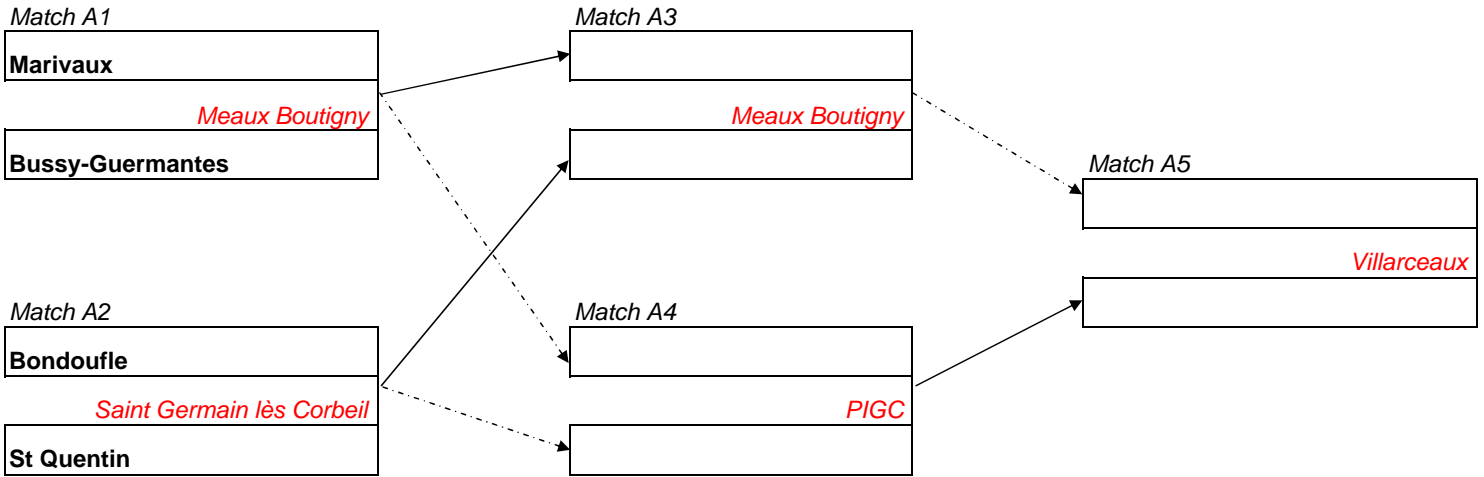 Match A1
Marivaux
Meaux Boutigny
Bussy-Guermantes
Match A2
Bondoufle
Saint Germain lès Corbeil
St Quentin
Match A3
Meaux Boutigny
Match A4
PIGC
Match A5
Villarceaux